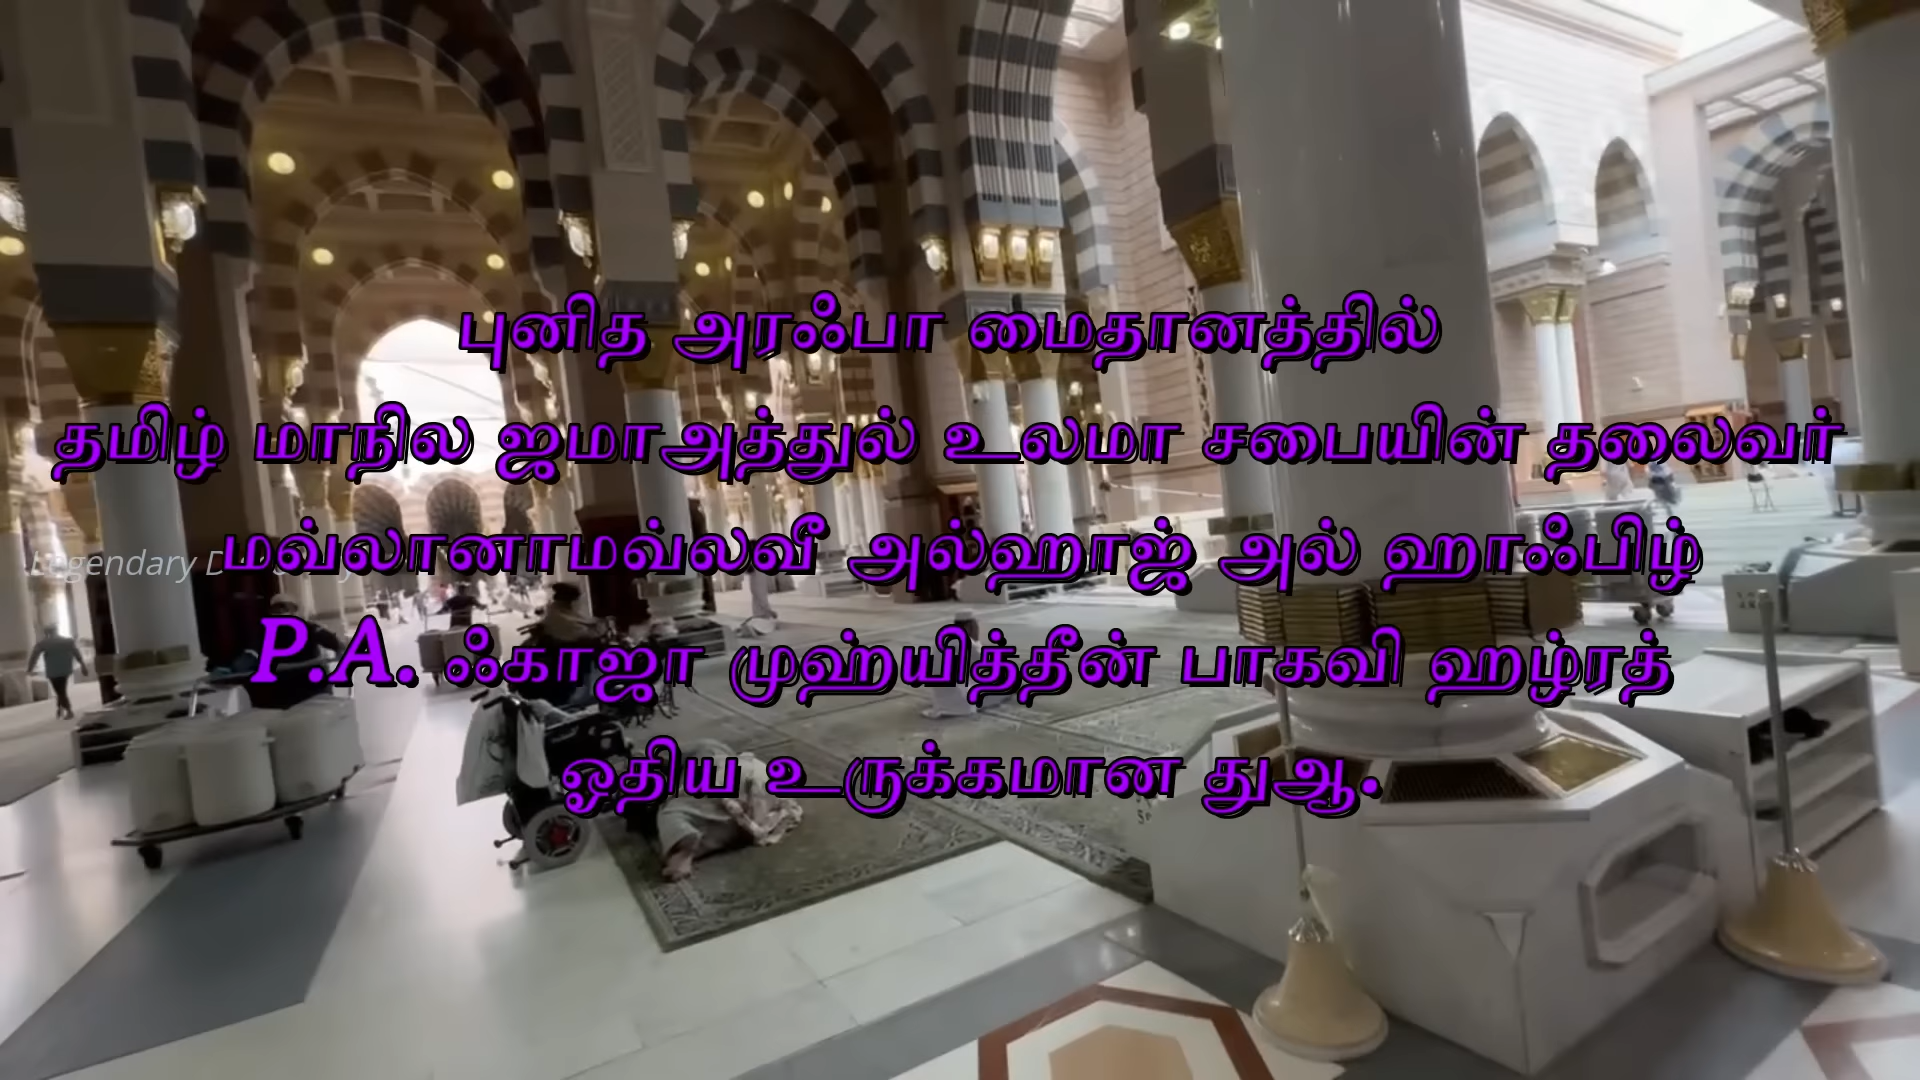 புனித அரஃபா மைதானத்தில்
தமிழ் மாநில ஜமாஅத்துல் உலமா சபையின் தலைவர்
மவ்லானாமவ்லவீ அல்ஹாஜ் அல் ஹாஃபிழ்
Legendary
P.A. ஃகாஜா முஹ்யித்தீன் பாகவி ஹழ்ரத்
ஓதிய உருக்கமான துஆ.